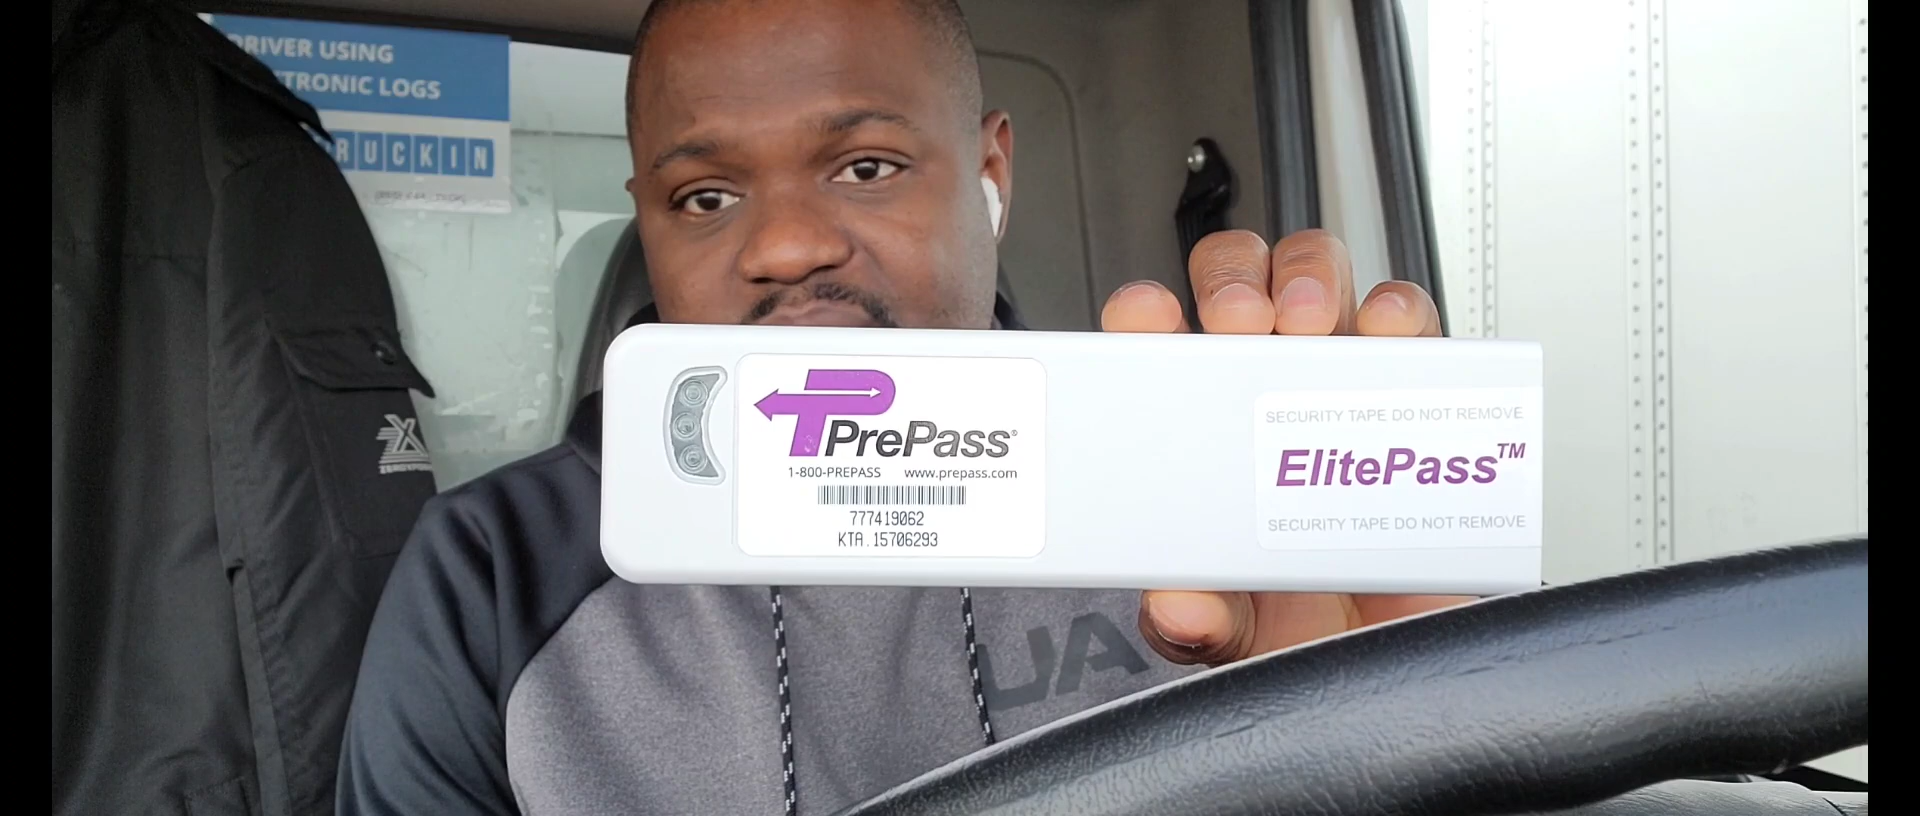 DRIVER USING
TRONIC LOGS
RUCKIN
PrePass®
1-800-PREPASS www.prepass.com
777419062
KTA.15706293
SECURITY TAPE DO NOT REMOVE
ElitePass™
SECURITY TAPE DO NOT REMOVE
UA